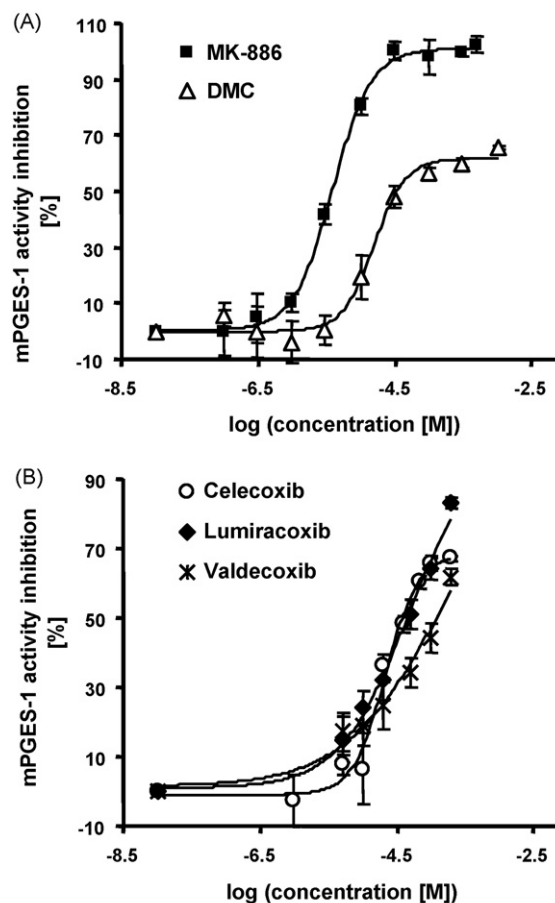 (A)
110
90
70
50
30
10
-10
mPGES-1 activity inhibition
[%]
MK-886
DMC
-8.5
-6.5
-4.5
-2.5
log (concentration [M])
(B)
90
70
50
30
10
-10
mPGES-1 activity inhibition
[%]
Celecoxib
Lumiracoxib
Valdecoxib
-8.5
-6.5
-4.5
-2.5
log (concentration [M])